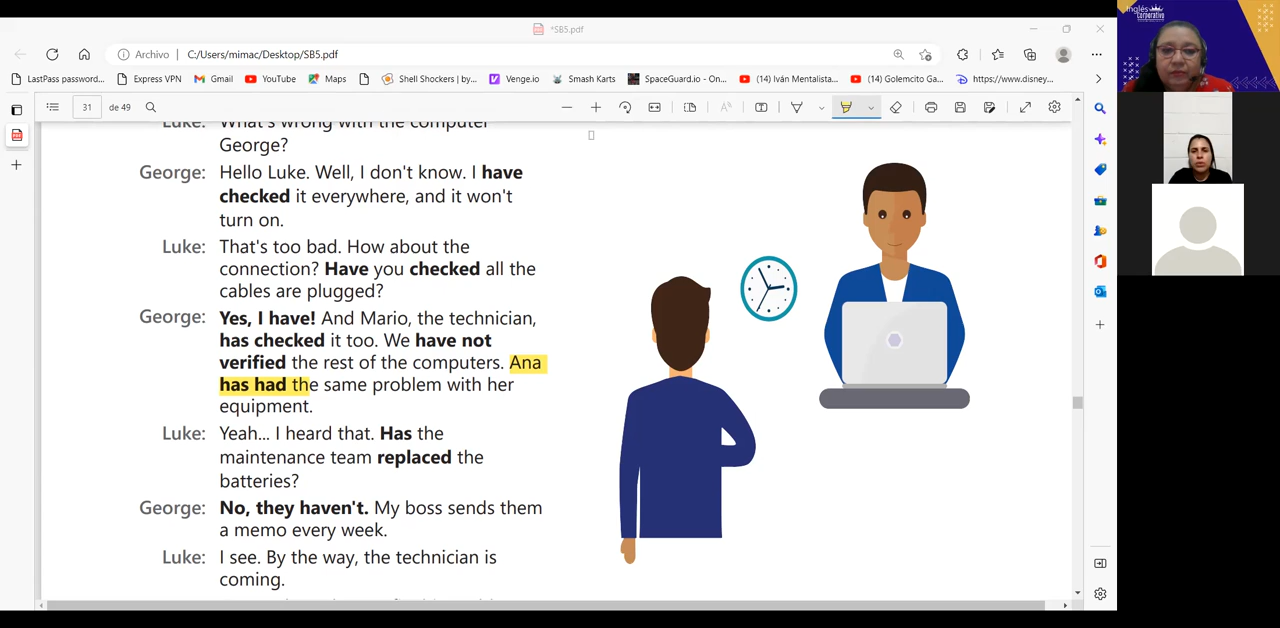 *SB5.pdf
Archivo | C:/Users/mimac/Desktop/SB5.pdf
LastPass password... Express VPN Gmail YouTube Maps Shell Shockers | by... Venge.io Smash Karts SpaceGuard.io - On... (14) Iván Mentalista... (14) Golemcito Ga... https://www.disney...
31 de 49
Luke: What's wrong with the computer
George?
George: Hello Luke. Well, I don't know. I have
checked it everywhere, and it won't
turn on.
Luke: That's too bad. How about the
connection? Have you checked all the
cables are plugged?
George: Yes, I have! And Mario, the technician,
has checked it too. We have not
verified the rest of the computers. Ana
has had the same problem with her
equipment.
Luke: Yeah... I heard that. Has the
maintenance team replaced the
batteries?
George: No, they haven't. My boss sends them
a memo every week.
Luke: I see. By the way, the technician is
coming.
Inglés
Corporativo